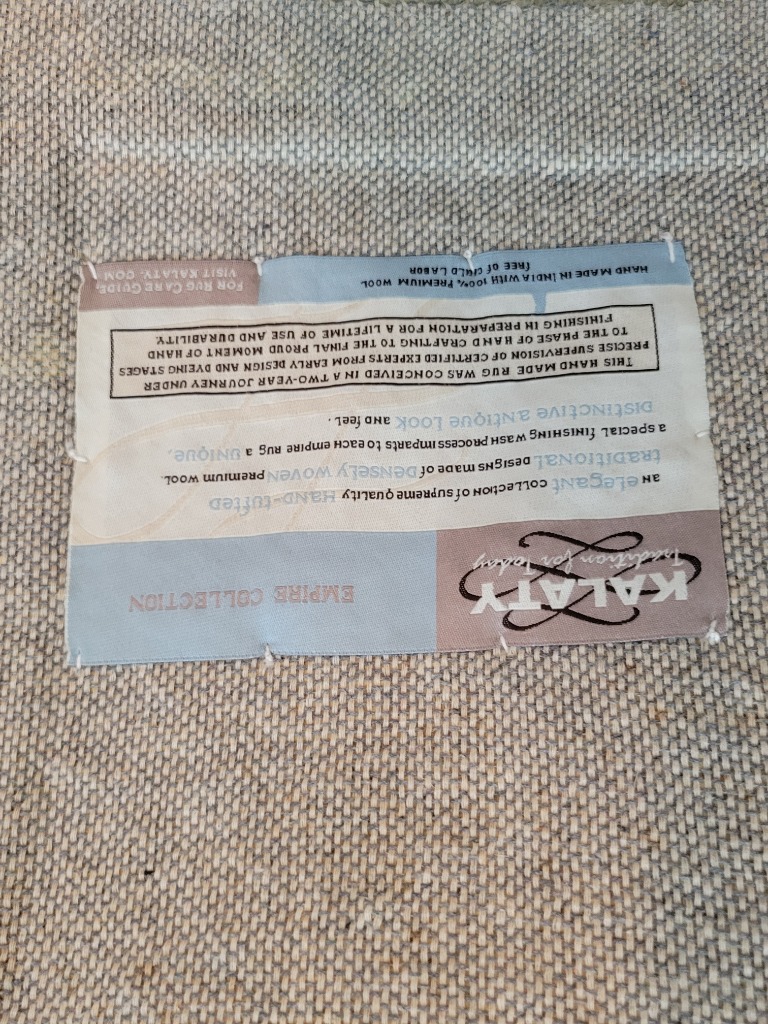 KALATY
Tradition for Today
EMPIRE COLLECTION
AN elegant collection of supreme quality HAND-tufted
traditional designs made of Densely woven premium wool.
a special finishing wash process imparts to each empire rug a UNIQUE,
DISTINCTIVE antique LOOK AND feel.
THIS HAND MADE RUG WAS CONCEIVED IN A TWO-YEAR JOURNEY UNDER
PRECISE SUPERVISION OF CERTIFIED EXPERTS FROM EARLY DESIGN AND DYEING STAGES
TO THE PHASE OF HAND CRAFTING TO THE FINAL PROUD MOMENT OF HAND
FINISHING IN PREPARATION FOR A LIFETIME OF USE AND DURABILITY.
HAND MADE IN INDIA WITH 100% PREMIUM WOOL
FREE OF CHILD LABOR
FOR RUG CARE GUIDE,
VISIT KALATY.COM